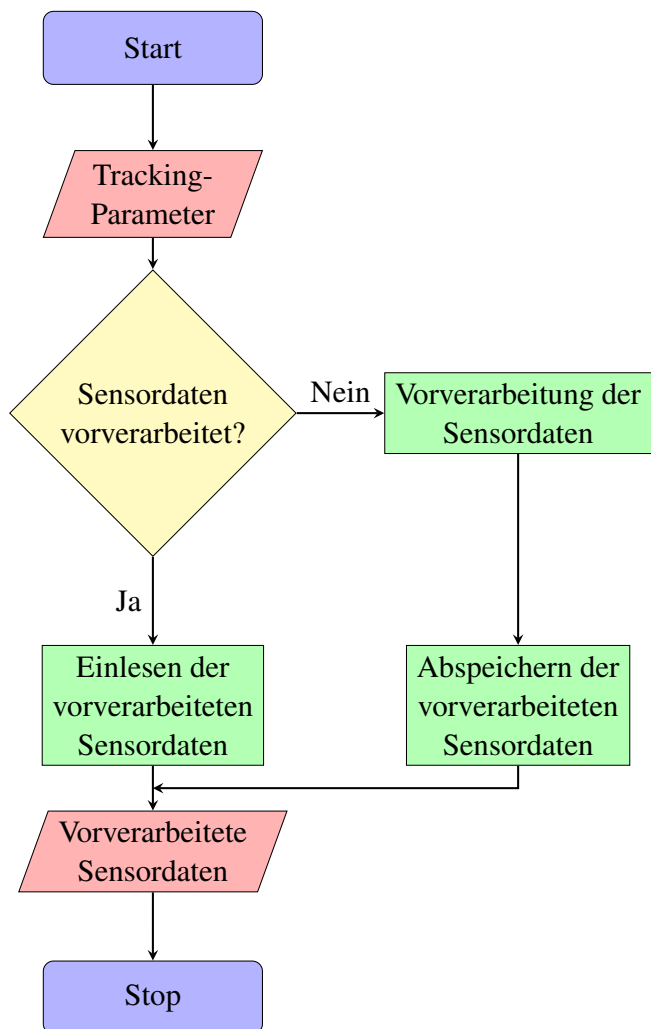 Start
Tracking-
Parameter
Sensordaten
vorverarbeitet?
Nein
Vorverarbeitung der
Sensordaten
Ja
Einlesen der
vorverarbeiteten
Sensordaten
Abspeichern der
vorverarbeiteten
Sensordaten
Vorverarbeitete
Sensordaten
Stop